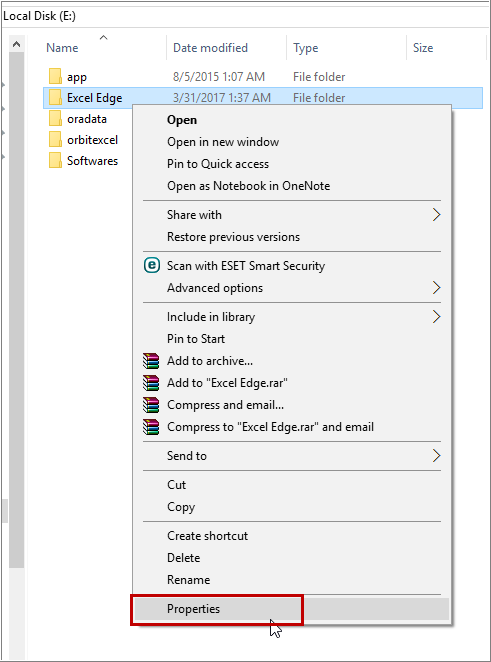 Local Disk (E:)
Name Date modified Type Size
app 8/5/2015 1:07 AM File folder
Excel Edge 3/31/2017 1:37 AM File folder
oradata
orbitexcel
Softwares
Open
Open in new window
Pin to Quick access
Open as Notebook in OneNote
Share with
Restore previous versions
e Scan with ESET Smart Security
Advanced options
Include in library
Pin to Start
Add to archive...
Add to "Excel Edge.rar"
Compress and email...
Compress to "Excel Edge.rar" and email
Send to
Cut
Copy
Create shortcut
Delete
Rename
Properties